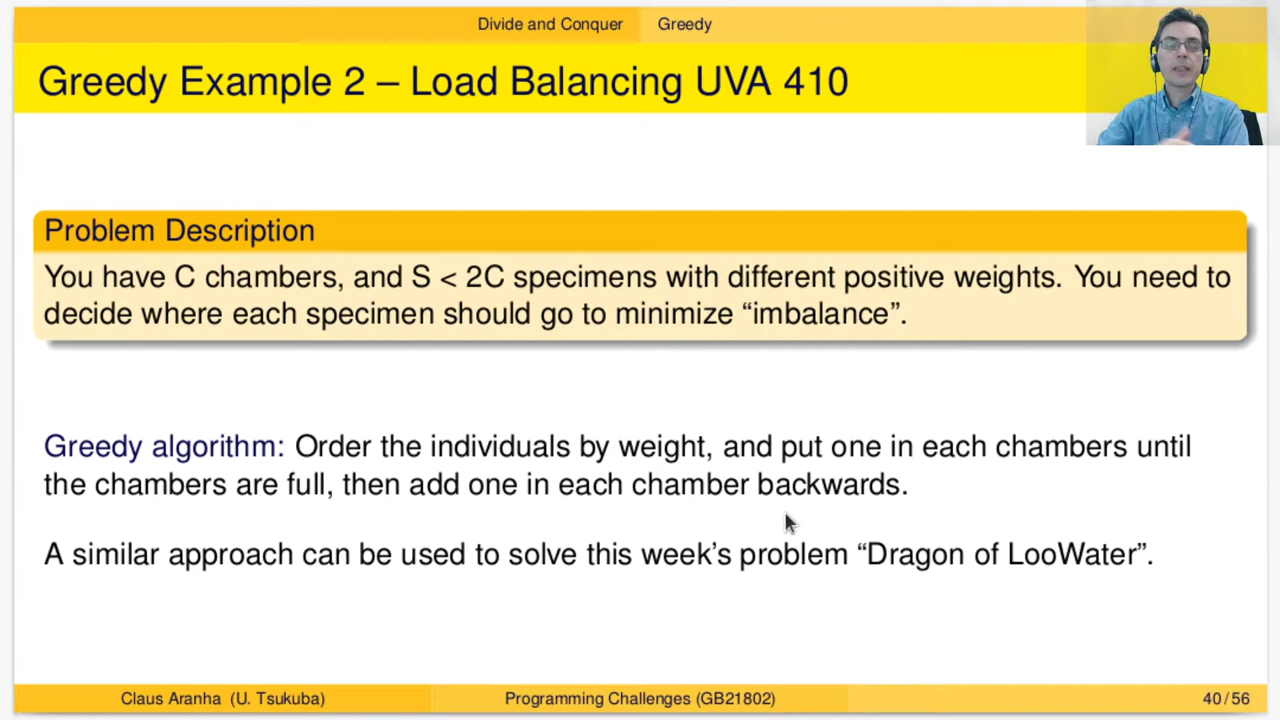 Divide and Conquer Greedy
Greedy Example 2 – Load Balancing UVA 410
Problem Description
You have C chambers, and S < 2C specimens with different positive weights. You need to
decide where each specimen should go to minimize “imbalance”.
Greedy algorithm: Order the individuals by weight, and put one in each chambers until
the chambers are full, then add one in each chamber backwards.
A similar approach can be used to solve this week’s problem “Dragon of LooWater”.
Claus Aranha (U. Tsukuba) Programming Challenges (GB21802) 40 / 56